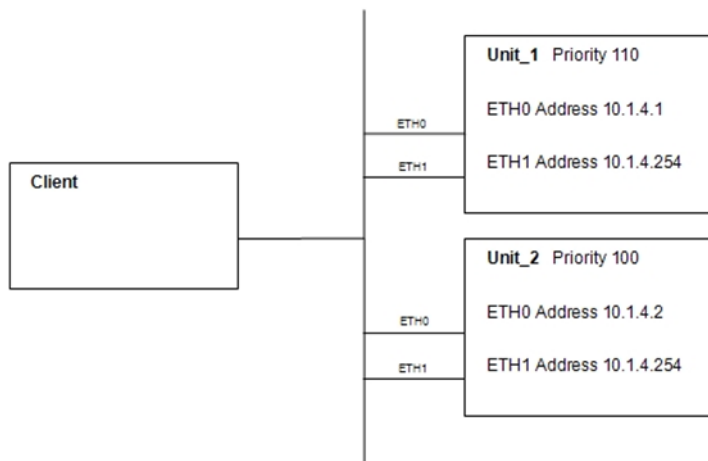 Unit_1 Priority 110
ETH0 Address 10.1.4.1
ETH0
ETH1 Address 10.1.4.254
ETH1
Client
Unit_2 Priority 100
ETH0 Address 10.1.4.2
ETH0
ETH1 Address 10.1.4.254
ETH1